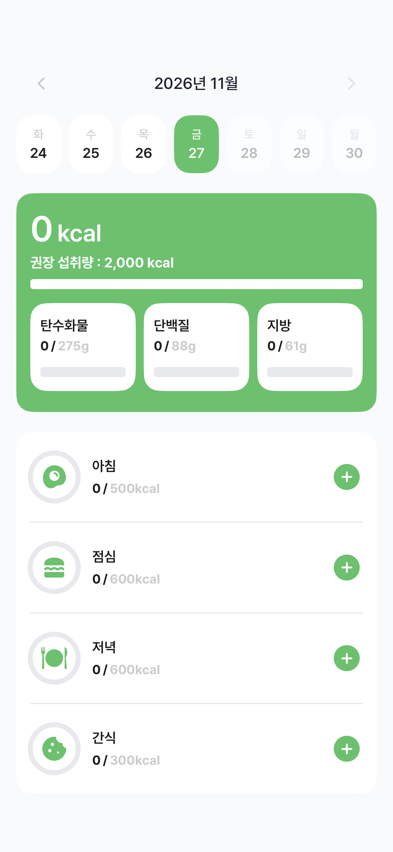 2026년 11월
화 수 목 금 토 일 월
24 25 26 27 28 29 30
0 kcal
권장 섭취량 : 2,000 kcal
탄수화물 단백질 지방
0 / 275g 0 / 88g 0 / 61g
아침
0 / 500kcal
점심
0 / 600kcal
저녁
0 / 600kcal
간식
0 / 300kcal